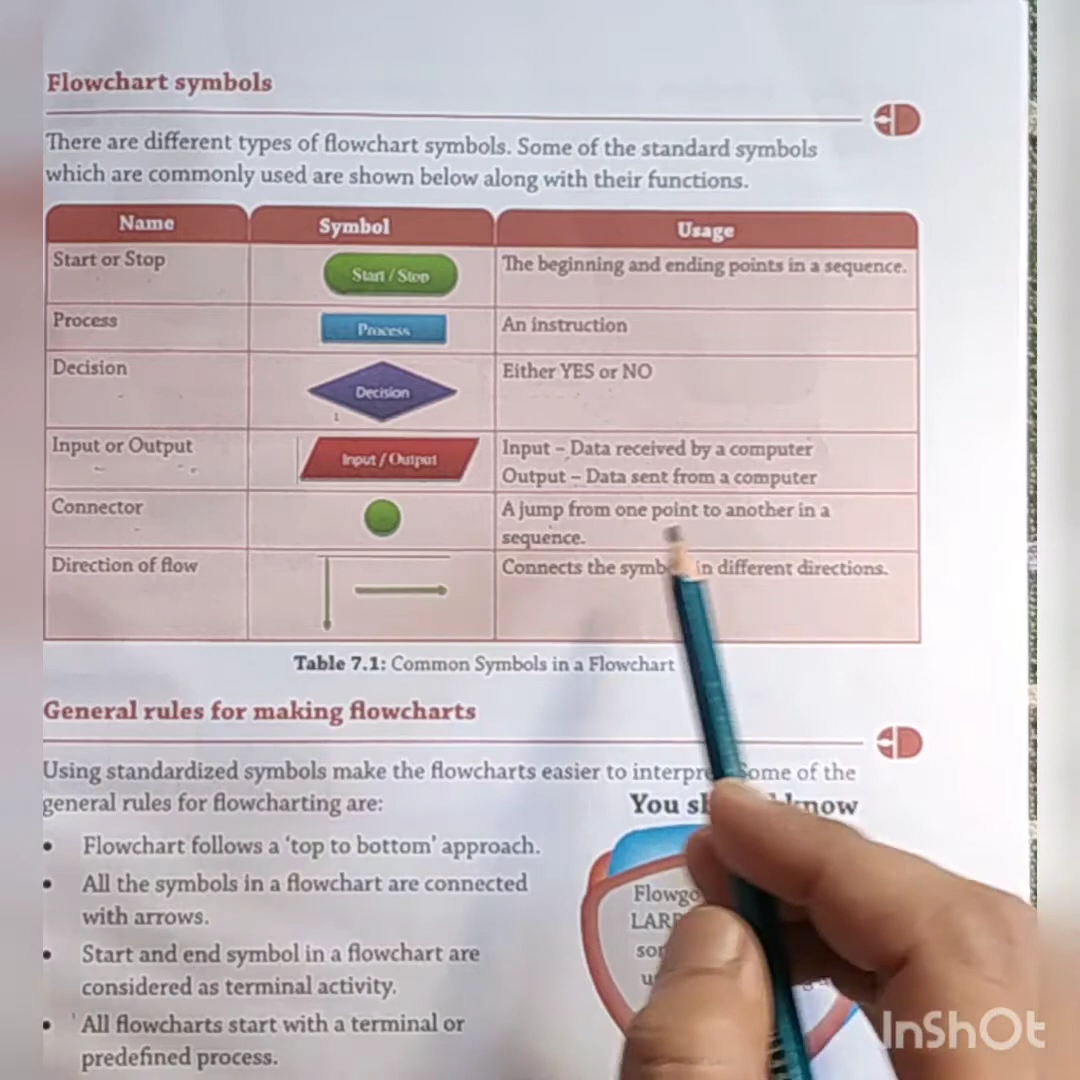 Flowchart symbols
There are different types of flowchart symbols. Some of the standard symbols
which are commonly used are shown below along with their functions.
Name Symbol Usage
Start or Stop Start / Stop The beginning and ending points in a sequence.
Process Process An instruction
Decision Decision Either YES or NO
Input or Output Input / Output Input – Data received by a computer
Output – Data sent from a computer
Connector A jump from one point to another in a
sequence.
Direction of flow Connects the in different directions.
Table 7.1: Common Symbols in a Flowchart
General rules for making flowcharts
Using standardized symbols make the flowcharts easier to Some of the
general rules for flowcharting are:
You know
• Flowchart follows a 'top to bottom' approach.
• All the symbols in a flowchart are connected
with arrows.
• Start and end symbol in a flowchart are
considered as terminal activity.
• All flowcharts start with a terminal or
predefined process.
InShOt